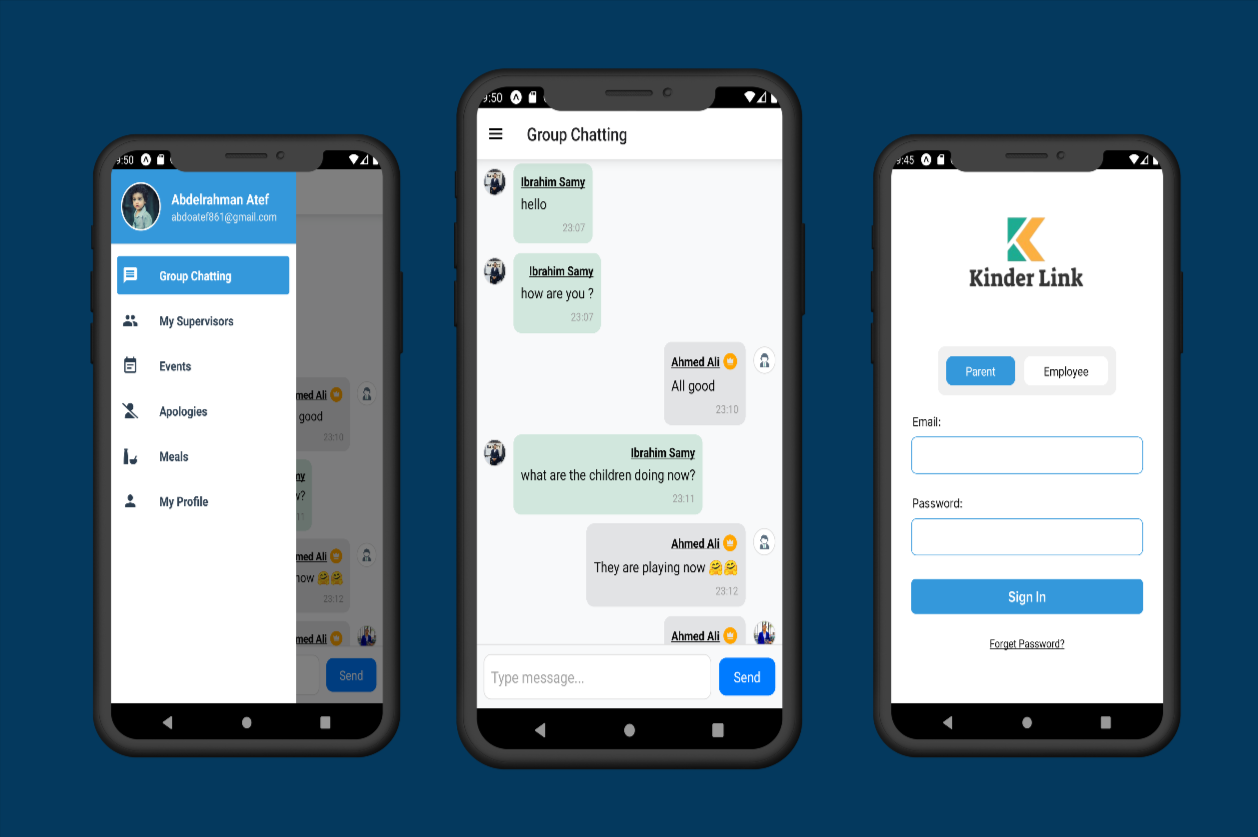 9:50
Abdelrahman Atef
abdoatef861@gmail.com
Group Chatting
My Supervisors
Events
Apologies
Meals
My Profile
med Ali
good
23:10
my
v?
11
med Ali
now 🤗🤗
23:12
med Ali
Send
9:50
Group Chatting
Ibrahim Samy
hello
23:07
Ibrahim Samy
how are you ?
23:07
Ahmed Ali
All good
23:10
Ibrahim Samy
what are the children doing now?
23:11
Ahmed Ali
They are playing now 🤗🤗
23:12
Ahmed Ali
Type message...
Send
9:45
Kinder Link
Parent Employee
Email:
Password:
Sign In
Forget Password?